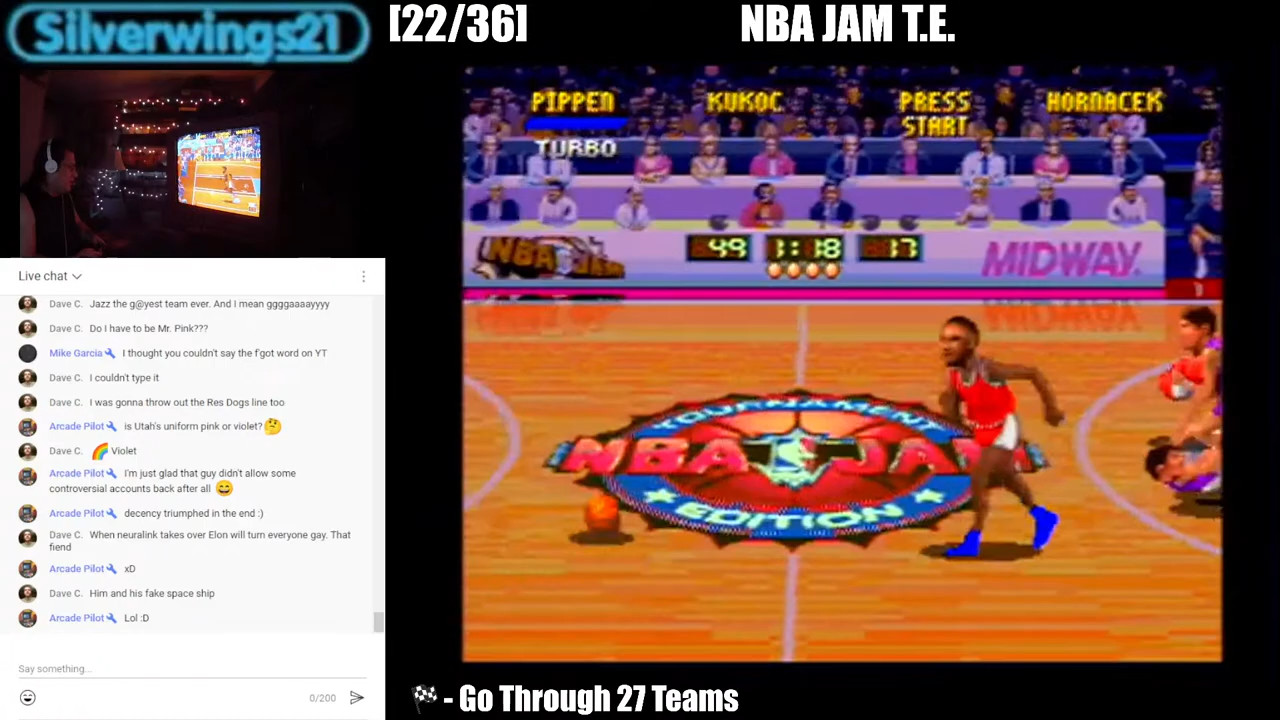 Silverwings21
[22/36]
NBA JAM T.E.
PIPPEN
KUKOC
PRESS
START
HORNACEK
TURBO
49
1:18
17
NBA JAM
MIDWAY.
TOURNAMENT
NBA JAM
EDITION
Live chat
Dave C. Jazz the g@yest team ever. And I mean ggggaaaayyyy
Dave C. Do I have to be Mr. Pink???
Mike Garcia I thought you couldn't say the f'got word on YT
Dave C. I couldn't type it
Dave C. I was gonna throw out the Res Dogs line too
Arcade Pilot is Utah's uniform pink or violet?🤔
Dave C. 🌈 Violet
Arcade Pilot I'm just glad that guy didn't allow some
controversial accounts back after all 😄
Arcade Pilot decency triumphed in the end :)
Dave C. When neuralink takes over Elon will turn everyone gay. That
fiend
Arcade Pilot xD
Dave C. Him and his fake space ship
Arcade Pilot Lol :D
Say something...
0/200
🏁 - Go Through 27 Teams